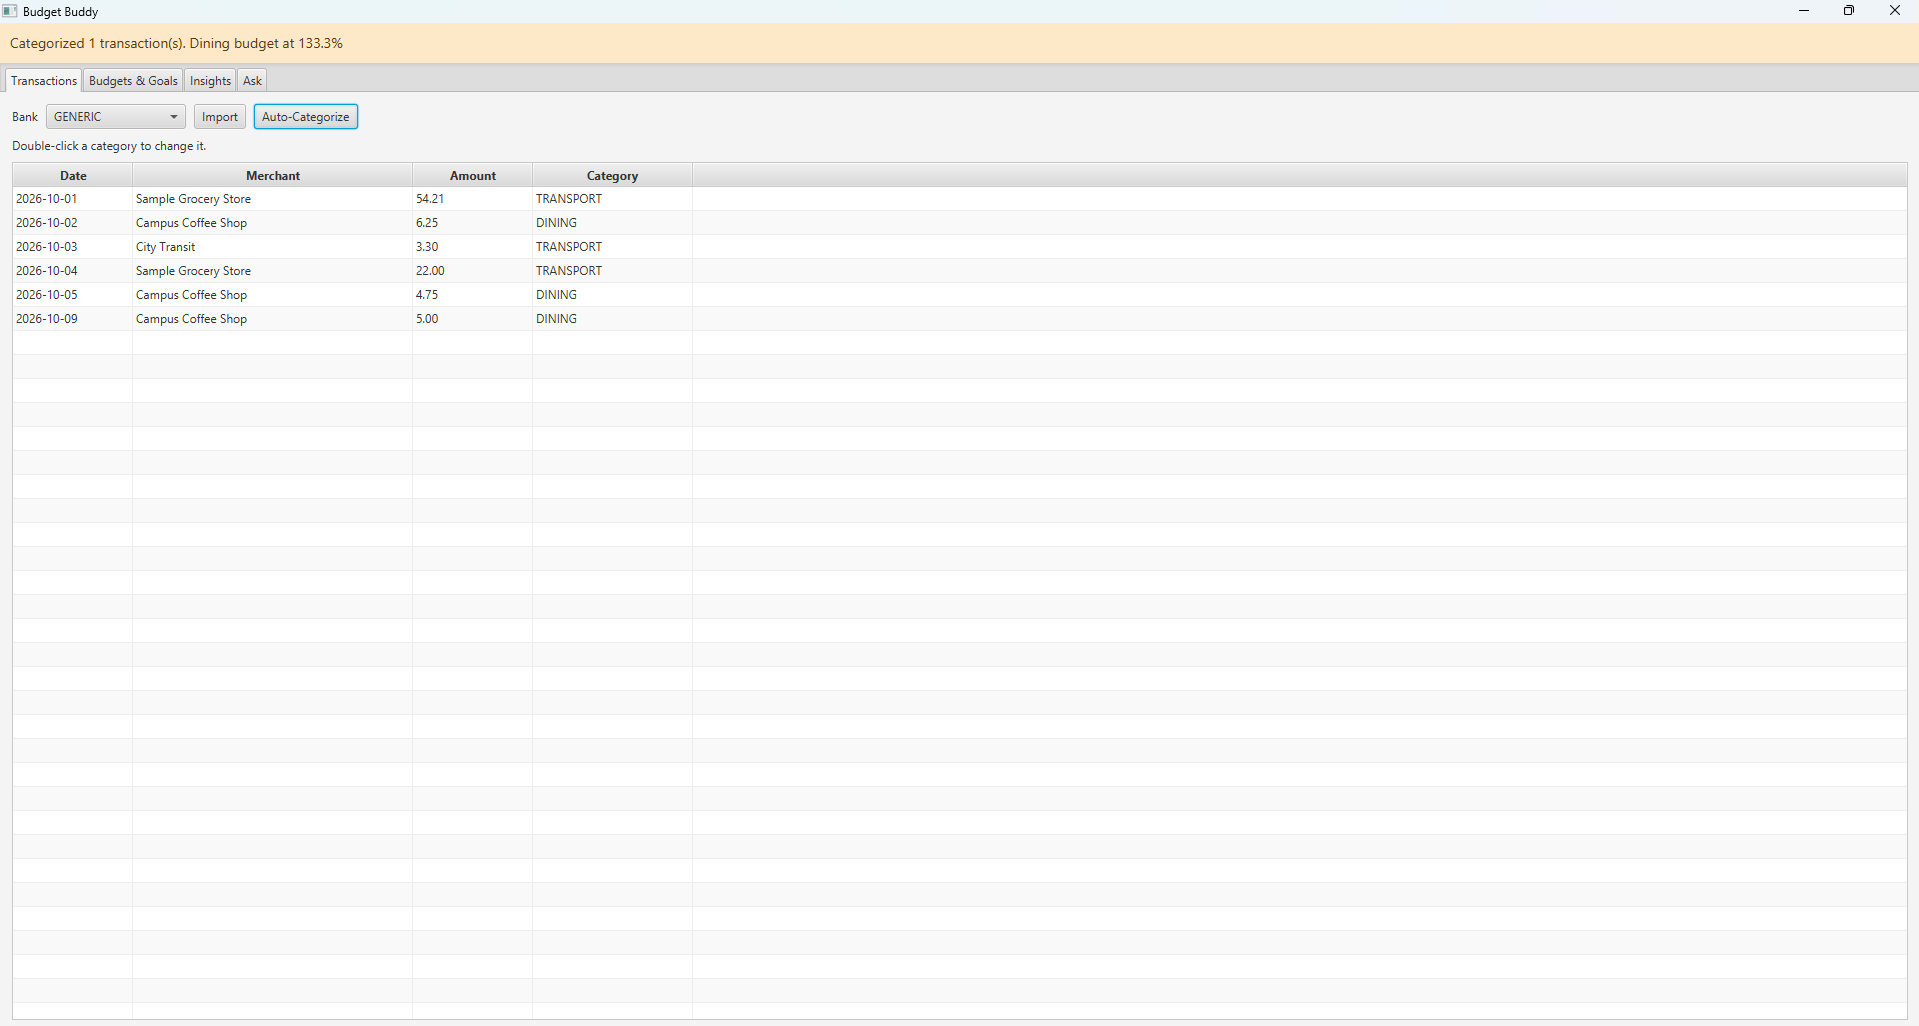 Budget Buddy
Categorized 1 transaction(s). Dining budget at 133.3%
Transactions Budgets & Goals Insights Ask
Bank GENERIC Import Auto-Categorize
Double-click a category to change it.
Date Merchant Amount Category
2026-10-01 Sample Grocery Store 54.21 TRANSPORT
2026-10-02 Campus Coffee Shop 6.25 DINING
2026-10-03 City Transit 3.30 TRANSPORT
2026-10-04 Sample Grocery Store 22.00 TRANSPORT
2026-10-05 Campus Coffee Shop 4.75 DINING
2026-10-09 Campus Coffee Shop 5.00 DINING